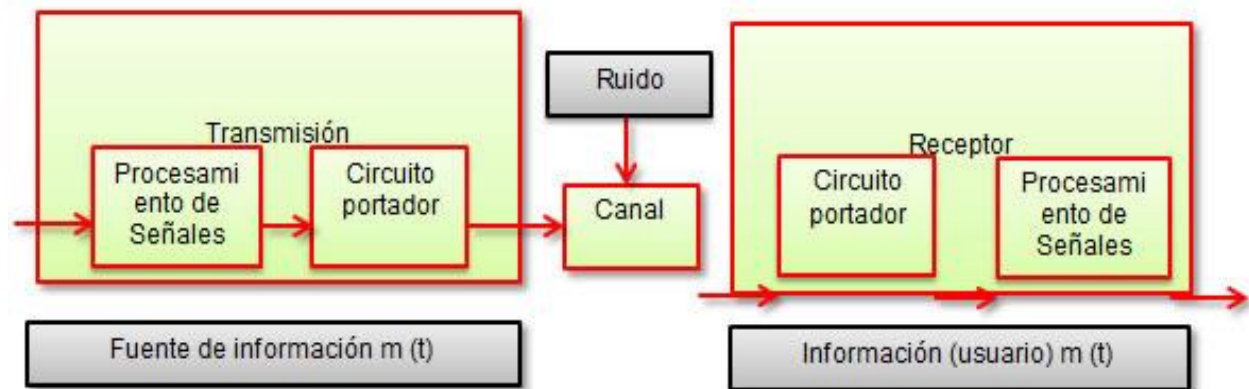 Transmisión
Procesami
ento de
Señales
Circuito
portador
Ruido
Canal
Receptor
Circuito
portador
Procesami
ento de
Señales
Fuente de información m (t)
Información (usuario) m (t)